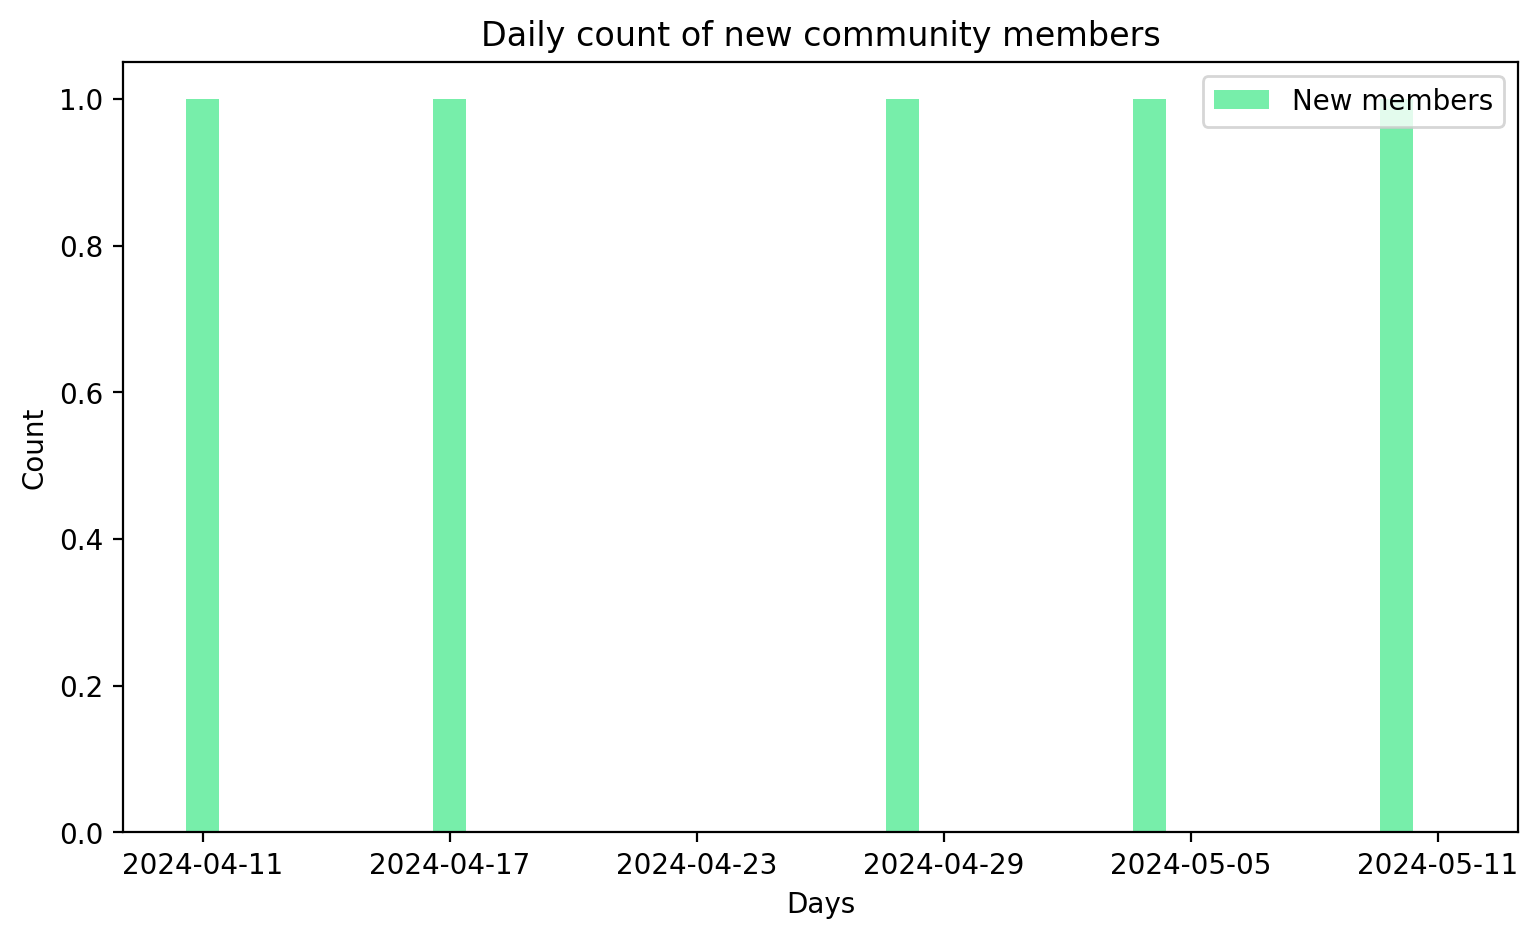 Daily count of new community members
New members
1.0
0.8
0.6
0.4
0.2
0.0
Count
2024-04-11 2024-04-17 2024-04-23 2024-04-29 2024-05-05 2024-05-11
Days